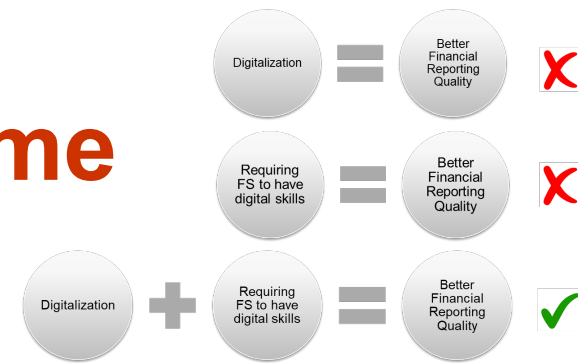 Digitalization
Better
Financial
Reporting
Quality
me
Requiring
FS to have
digital skills
Better
Financial
Reporting
Quality
Digitalization
Requiring
FS to have
digital skills
Better
Financial
Reporting
Quality